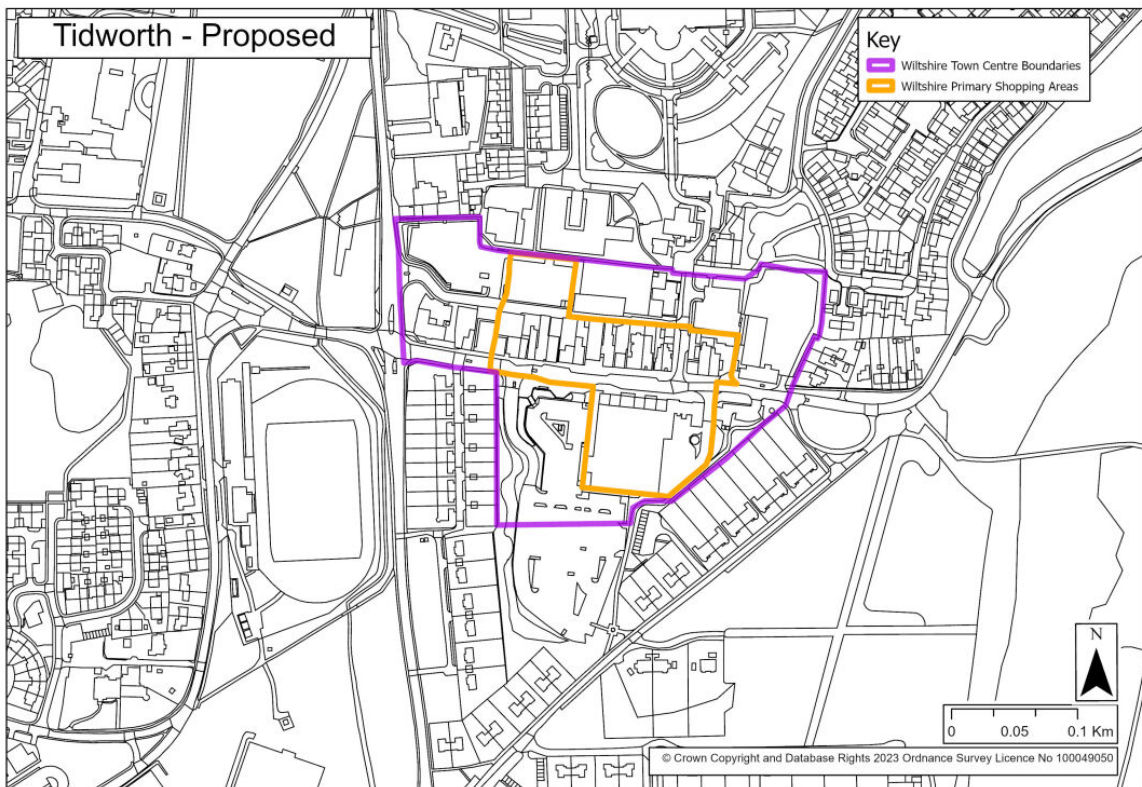 Tidworth - Proposed
Key
Wiltshire Town Centre Boundaries
Wiltshire Primary Shopping Areas
N
0 0.05 0.1 Km
© Crown Copyright and Database Rights 2023 Ordnance Survey Licence No 100049050